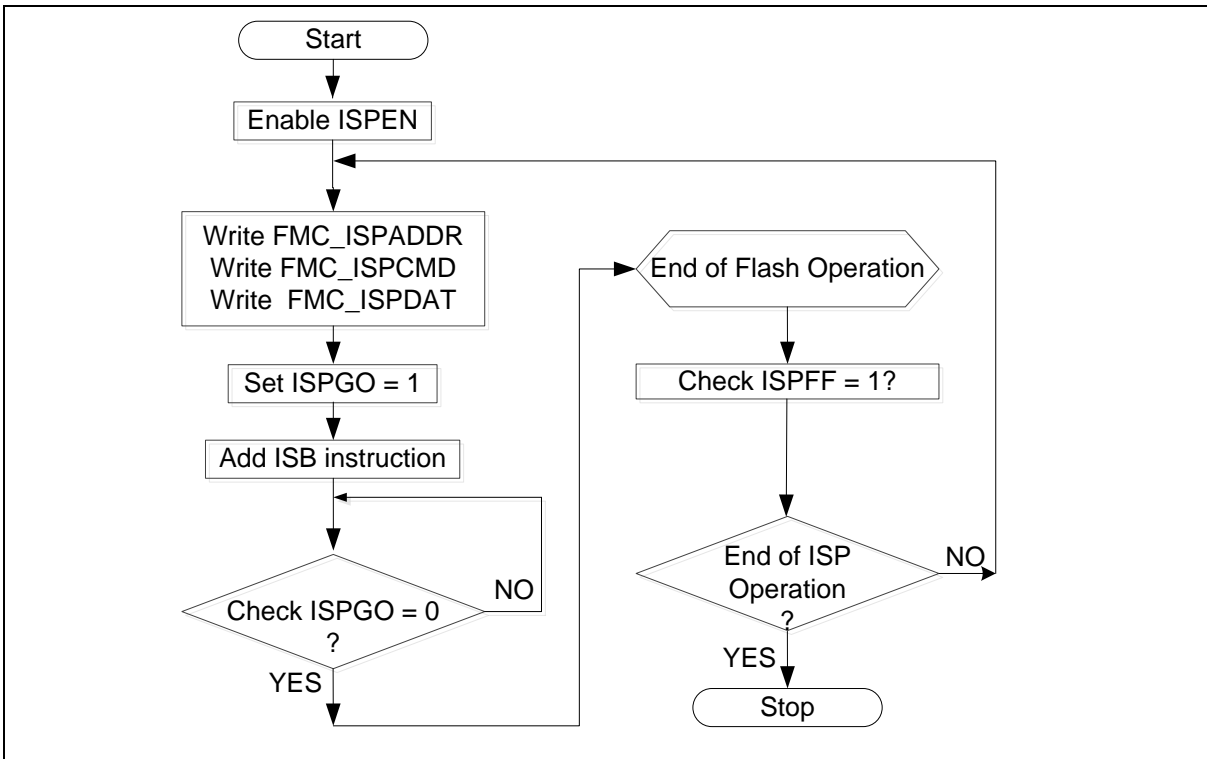 Start
Enable ISPEN
Write FMC_ISPADDR
Write FMC_ISPCMD
Write FMC_ISPDAT
Set ISPGO = 1
Add ISB instruction
Check ISPGO = 0
?
NO
YES
End of Flash Operation
Check ISPFF = 1?
End of ISP
Operation
?
NO
YES
Stop